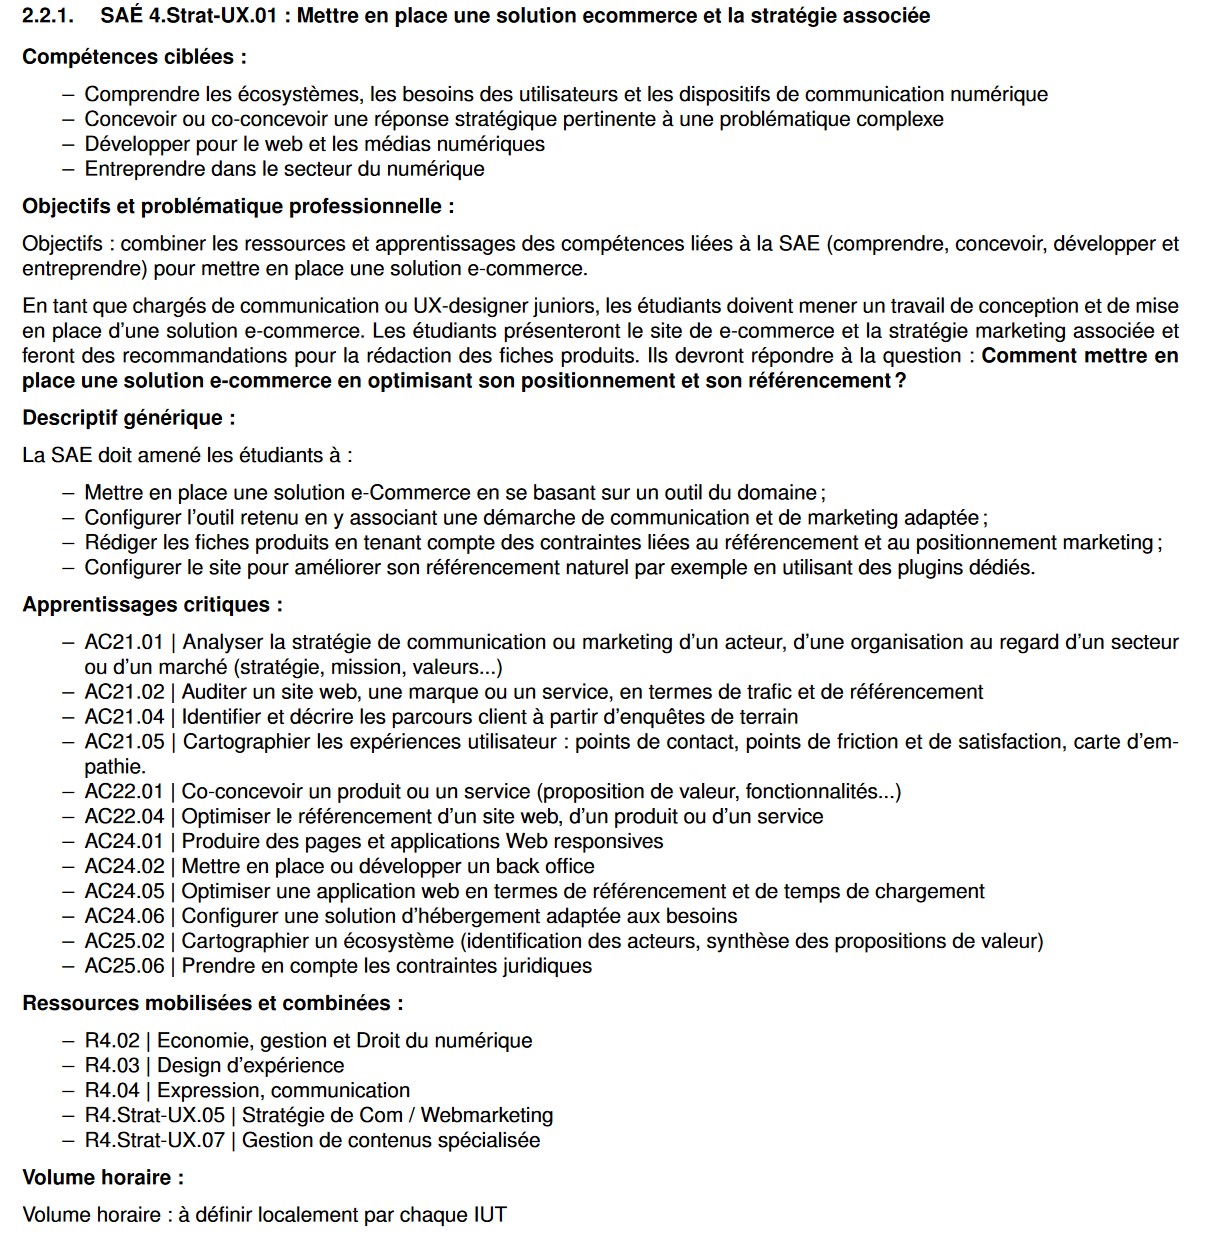 2.2.1. SAÉ 4.Strat-UX.01 : Mettre en place une solution ecommerce et la stratégie associée
Compétences ciblées :
– Comprendre les écosystèmes, les besoins des utilisateurs et les dispositifs de communication numérique
– Concevoir ou co-concevoir une réponse stratégique pertinente à une problématique complexe
– Développer pour le web et les médias numériques
– Entreprendre dans le secteur du numérique
Objectifs et problématique professionnelle :
Objectifs : combiner les ressources et apprentissages des compétences liées à la SAE (comprendre, concevoir, développer et
entreprendre) pour mettre en place une solution e-commerce.
En tant que chargés de communication ou UX-designer juniors, les étudiants doivent mener un travail de conception et de mise
en place d'une solution e-commerce. Les étudiants présenteront le site de e-commerce et la stratégie marketing associée et
feront des recommandations pour la rédaction des fiches produits. Ils devront répondre à la question : Comment mettre en
place une solution e-commerce en optimisant son positionnement et son référencement ?
Descriptif générique :
La SAE doit amené les étudiants à :
– Mettre en place une solution e-Commerce en se basant sur un outil du domaine ;
– Configurer l'outil retenu en y associant une démarche de communication et de marketing adaptée ;
– Rédiger les fiches produits en tenant compte des contraintes liées au référencement et au positionnement marketing ;
– Configurer le site pour améliorer son référencement naturel par exemple en utilisant des plugins dédiés.
Apprentissages critiques :
– AC21.01 | Analyser la stratégie de communication ou marketing d'un acteur, d'une organisation au regard d'un secteur
ou d'un marché (stratégie, mission, valeurs...)
– AC21.02 | Auditer un site web, une marque ou un service, en termes de trafic et de référencement
– AC21.04 | Identifier et décrire les parcours client à partir d'enquêtes de terrain
– AC21.05 | Cartographier les expériences utilisateur : points de contact, points de friction et de satisfaction, carte d'em-
pathie.
– AC22.01 | Co-concevoir un produit ou un service (proposition de valeur, fonctionnalités...)
– AC22.04 | Optimiser le référencement d'un site web, d'un produit ou d'un service
– AC24.01 | Produire des pages et applications Web responsives
– AC24.02 | Mettre en place ou développer un back office
– AC24.05 | Optimiser une application web en termes de référencement et de temps de chargement
– AC24.06 | Configurer une solution d'hébergement adaptée aux besoins
– AC25.02 | Cartographier un écosystème (identification des acteurs, synthèse des propositions de valeur)
– AC25.06 | Prendre en compte les contraintes juridiques
Ressources mobilisées et combinées :
– R4.02 | Economie, gestion et Droit du numérique
– R4.03 | Design d'expérience
– R4.04 | Expression, communication
– R4.Strat-UX.05 | Stratégie de Com / Webmarketing
– R4.Strat-UX.07 | Gestion de contenus spécialisée
Volume horaire :
Volume horaire : à définir localement par chaque IUT